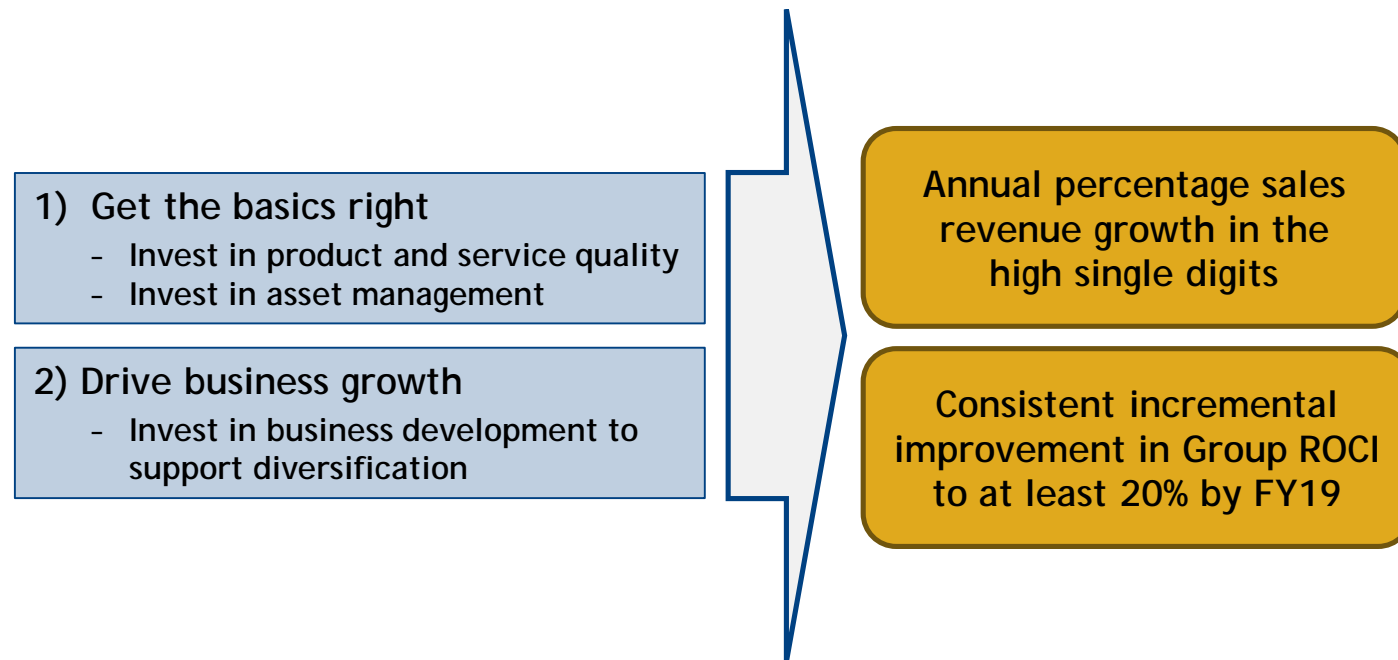 1) Get the basics right
- Invest in product and service quality
- Invest in asset management
2) Drive business growth
- Invest in business development to
support diversification
Annual percentage sales
revenue growth in the
high single digits
Consistent incremental
improvement in Group ROCI
to at least 20% by FY19